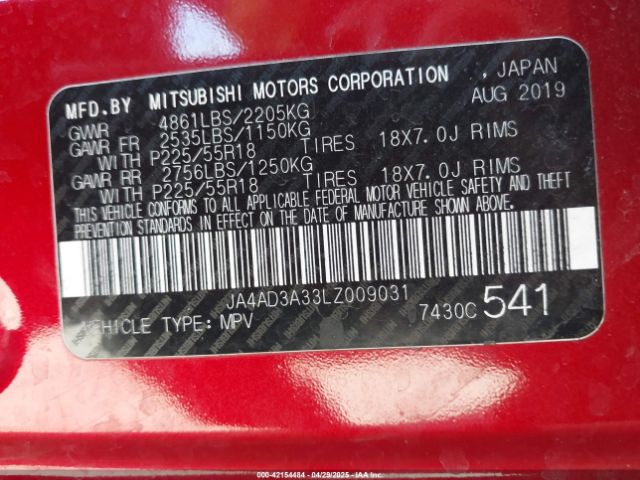 MFD.BY MITSUBISHI MOTORS CORPORATION , JAPAN
GVWR 4861LBS/2205KG AUG 2019
GAWR FR 2535LBS/1150KG
WITH P225/55R18 TIRES 18X7.0J RIMS
GAWR RR 2756LBS/1250KG
WITH P225/55R18 TIRES 18X7.0J RIMS
THIS VEHICLE CONFORMS TO ALL APPLICABLE FEDERAL MOTOR VEHICLE SAFETY AND THEFT
PREVENTION STANDARDS IN EFFECT ON THE DATE OF MANUFACTURE SHOWN ABOVE.
JA4AD3A33LZ009031
VEHICLE TYPE: MPV 7430C 541
000-42154484 - 04/29/2025 - IAA Inc.